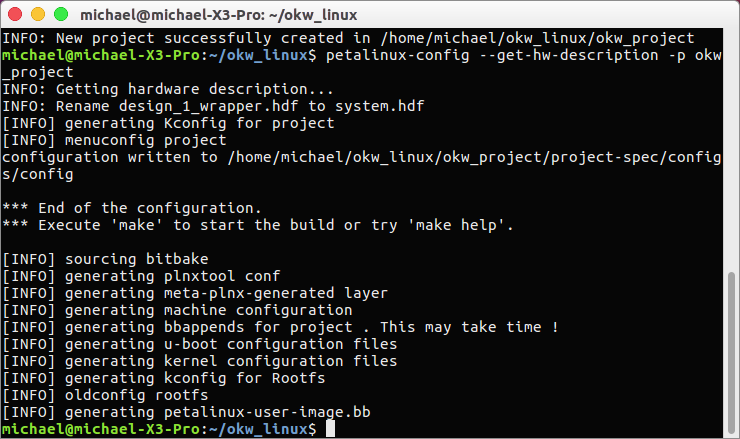 michael@michael-X3-Pro: ~/okw_linux
INFO: New project successfully created in /home/michael/okw_linux/okw_project
michael@michael-X3-Pro:~/okw_linux$ petalinux-config --get-hw-description -p okw
_project
INFO: Getting hardware description...
INFO: Rename design_1_wrapper.hdf to system.hdf
[INFO] generating Kconfig for project
[INFO] menuconfig project
configuration written to /home/michael/okw_linux/okw_project/project-spec/config
s/config

*** End of the configuration.
*** Execute 'make' to start the build or try 'make help'.

[INFO] sourcing bitbake
[INFO] generating plnxtool conf
[INFO] generating meta-plnx-generated layer
[INFO] generating machine configuration
[INFO] generating bbappends for project . This may take time !
[INFO] generating u-boot configuration files
[INFO] generating kernel configuration files
[INFO] generating kconfig for Rootfs
[INFO] oldconfig rootfs
[INFO] generating petalinux-user-image.bb
michael@michael-X3-Pro:~/okw_linux$